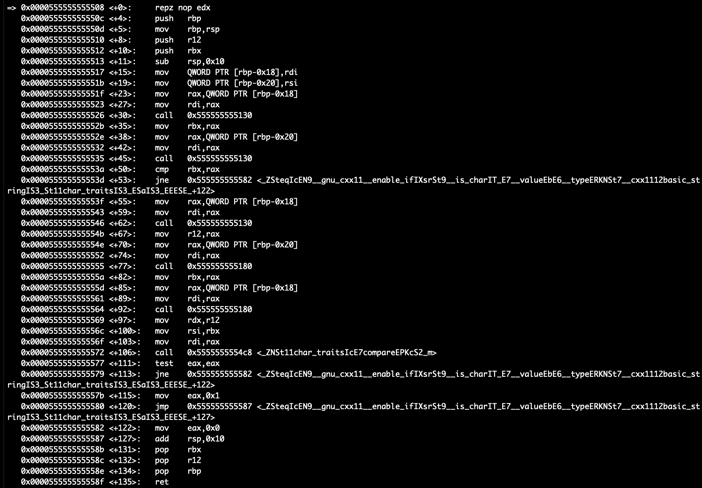 => 0x0000555555555508 <+0>: repz nop edx
0x000055555555550c <+4>: push rbp
0x000055555555550d <+5>: mov rbp,rsp
0x0000555555555510 <+8>: push r12
0x0000555555555512 <+10>: push rbx
0x0000555555555513 <+11>: sub rsp,0x10
0x0000555555555517 <+15>: mov QWORD PTR [rbp-0x18],rdi
0x000055555555551b <+19>: mov QWORD PTR [rbp-0x20],rsi
0x000055555555551f <+23>: mov rax,QWORD PTR [rbp-0x18]
0x0000555555555523 <+27>: mov rdi,rax
0x0000555555555526 <+30>: call 0x555555555130
0x000055555555552b <+35>: mov rbx,rax
0x000055555555552e <+38>: mov rax,QWORD PTR [rbp-0x20]
0x0000555555555532 <+42>: mov rdi,rax
0x0000555555555535 <+45>: call 0x555555555130
0x000055555555553a <+50>: cmp rbx,rax
0x000055555555553d <+53>: jne 0x555555555582 <_ZSteqIcEN9__gnu_cxx11__enable_ifIXsrSt9__is_charIT_E7__valueEbE6__typeERKNSt7__cxx1112basic_st
ringIS3_St11char_traitsIS3_ESaIS3_EEESE_+122>
0x000055555555553f <+55>: mov rax,QWORD PTR [rbp-0x18]
0x0000555555555543 <+59>: mov rdi,rax
0x0000555555555546 <+62>: call 0x555555555130
0x000055555555554b <+67>: mov r12,rax
0x000055555555554e <+70>: mov rax,QWORD PTR [rbp-0x20]
0x0000555555555552 <+74>: mov rdi,rax
0x0000555555555555 <+77>: call 0x555555555180
0x000055555555555a <+82>: mov rbx,rax
0x000055555555555d <+85>: mov rax,QWORD PTR [rbp-0x18]
0x0000555555555561 <+89>: mov rdi,rax
0x0000555555555564 <+92>: call 0x555555555180
0x0000555555555569 <+97>: mov rdx,r12
0x000055555555556c <+100>: mov rsi,rbx
0x000055555555556f <+103>: mov rdi,rax
0x0000555555555572 <+106>: call 0x5555555554c8 <_ZNSt11char_traitsIcE7compareEPKcS2_m>
0x0000555555555577 <+111>: test eax,eax
0x0000555555555579 <+113>: jne 0x555555555582 <_ZSteqIcEN9__gnu_cxx11__enable_ifIXsrSt9__is_charIT_E7__valueEbE6__typeERKNSt7__cxx1112basic_st
ringIS3_St11char_traitsIS3_ESaIS3_EEESE_+122>
0x000055555555557b <+115>: mov eax,0x1
0x0000555555555580 <+120>: jmp 0x555555555587 <_ZSteqIcEN9__gnu_cxx11__enable_ifIXsrSt9__is_charIT_E7__valueEbE6__typeERKNSt7__cxx1112basic_st
ringIS3_St11char_traitsIS3_ESaIS3_EEESE_+127>
0x0000555555555582 <+122>: mov eax,0x0
0x0000555555555587 <+127>: add rsp,0x10
0x000055555555558b <+131>: pop rbx
0x000055555555558c <+132>: pop r12
0x000055555555558e <+134>: pop rbp
0x000055555555558f <+135>: ret